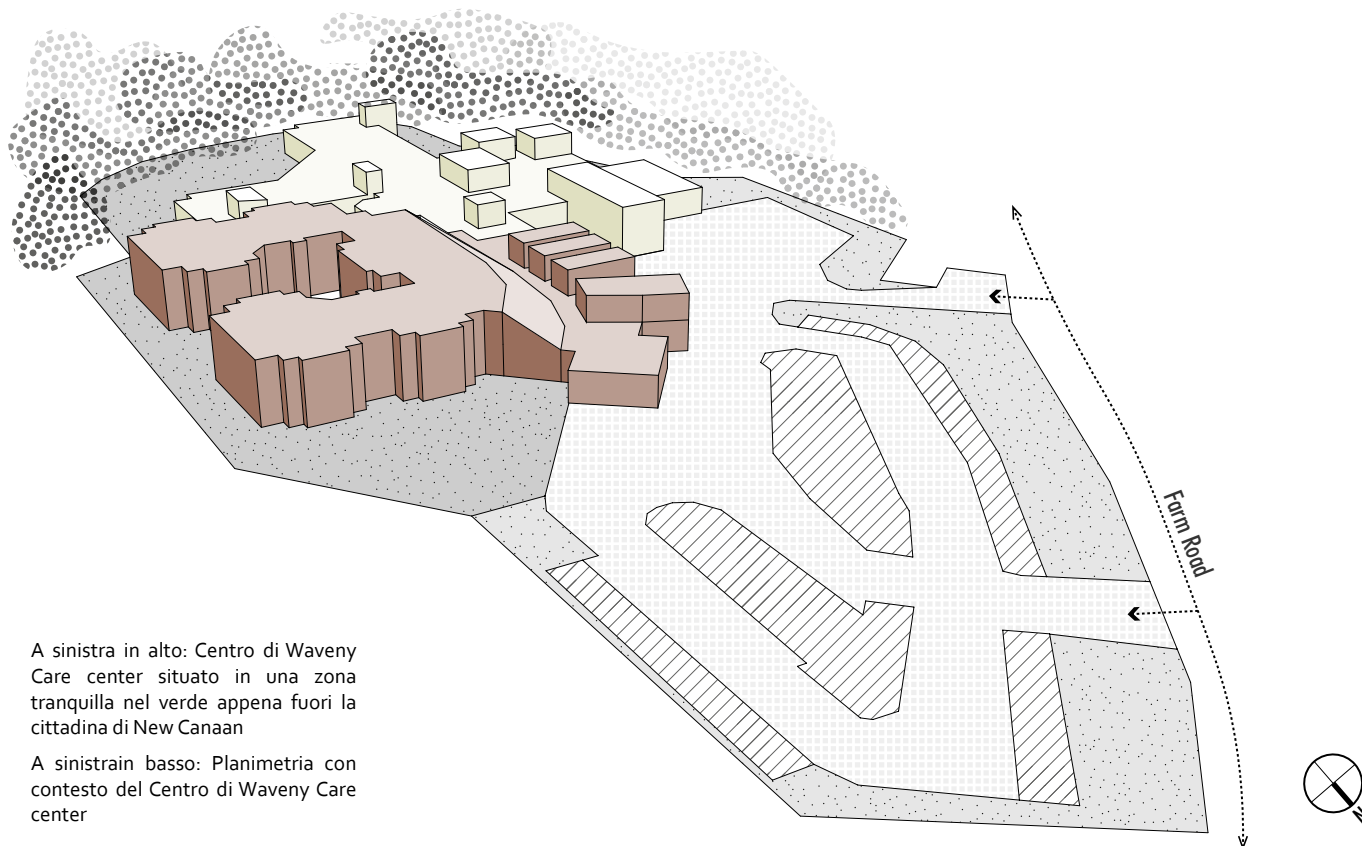 Farm Road
A sinistra in alto: Centro di Waveny
Care center situato in una zona
tranquilla nel verde appena fuori la
cittadina di New Canaan
A sinistrain basso: Planimetria con
contesto del Centro di Waveny Care
center
N